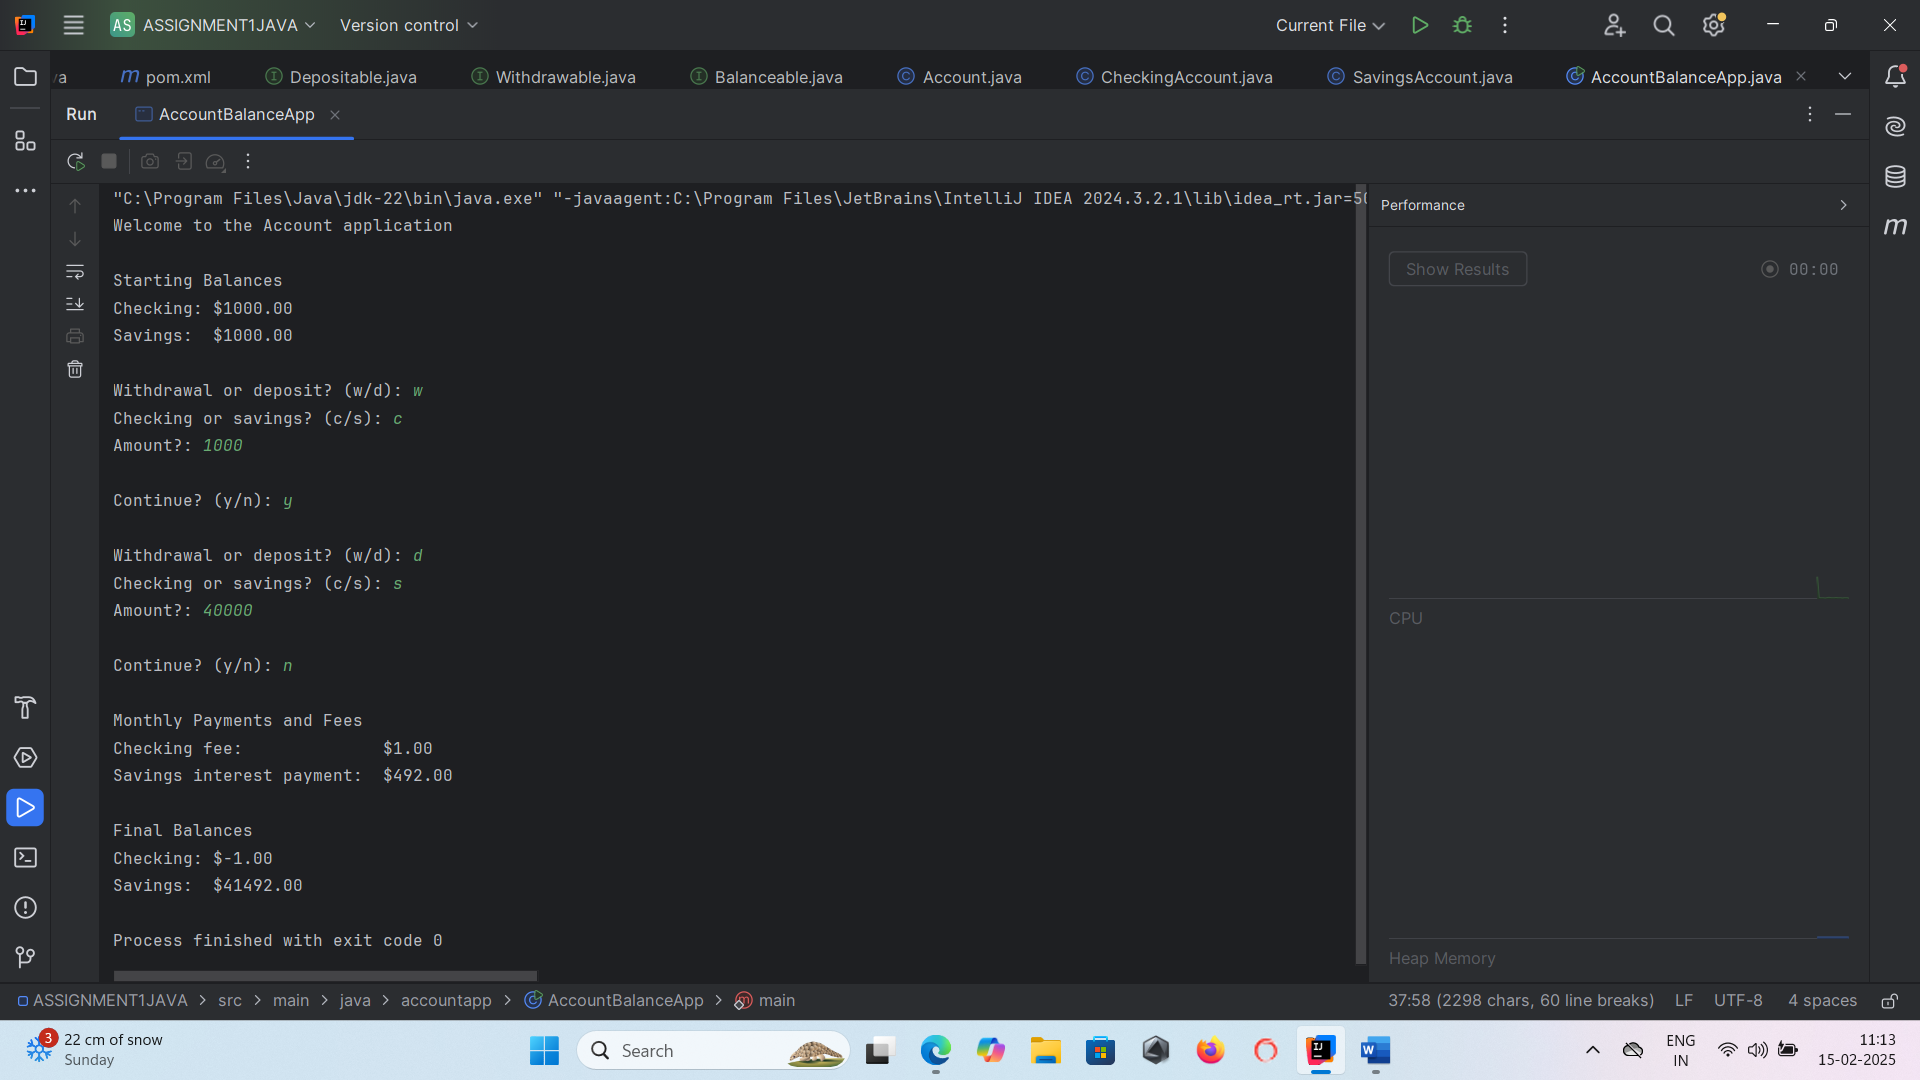 AS ASSIGNMENT1JAVA Version control Current File
va pom.xml Depositable.java Withdrawable.java Balanceable.java Account.java CheckingAccount.java SavingsAccount.java AccountBalanceApp.java
Run AccountBalanceApp
"C:\Program Files\Java\jdk-22\bin\java.exe" "-javaagent:C:\Program Files\JetBrains\IntelliJ IDEA 2024.3.2.1\lib\idea_rt.jar=50
Welcome to the Account application
Starting Balances
Checking: $1000.00
Savings:  $1000.00
Withdrawal or deposit? (w/d): w
Checking or savings? (c/s): c
Amount?: 1000
Continue? (y/n): y
Withdrawal or deposit? (w/d): d
Checking or savings? (c/s): s
Amount?: 40000
Continue? (y/n): n
Monthly Payments and Fees
Checking fee:              $1.00
Savings interest payment:  $492.00
Final Balances
Checking: $-1.00
Savings:  $41492.00
Process finished with exit code 0
Performance
Show Results 00:00
CPU
Heap Memory
ASSIGNMENT1JAVA > src > main > java > accountapp > AccountBalanceApp > main 37:58 (2298 chars, 60 line breaks) LF UTF-8 4 spaces
3 22 cm of snow
Sunday
Search
ENG
IN
11:13
15-02-2025